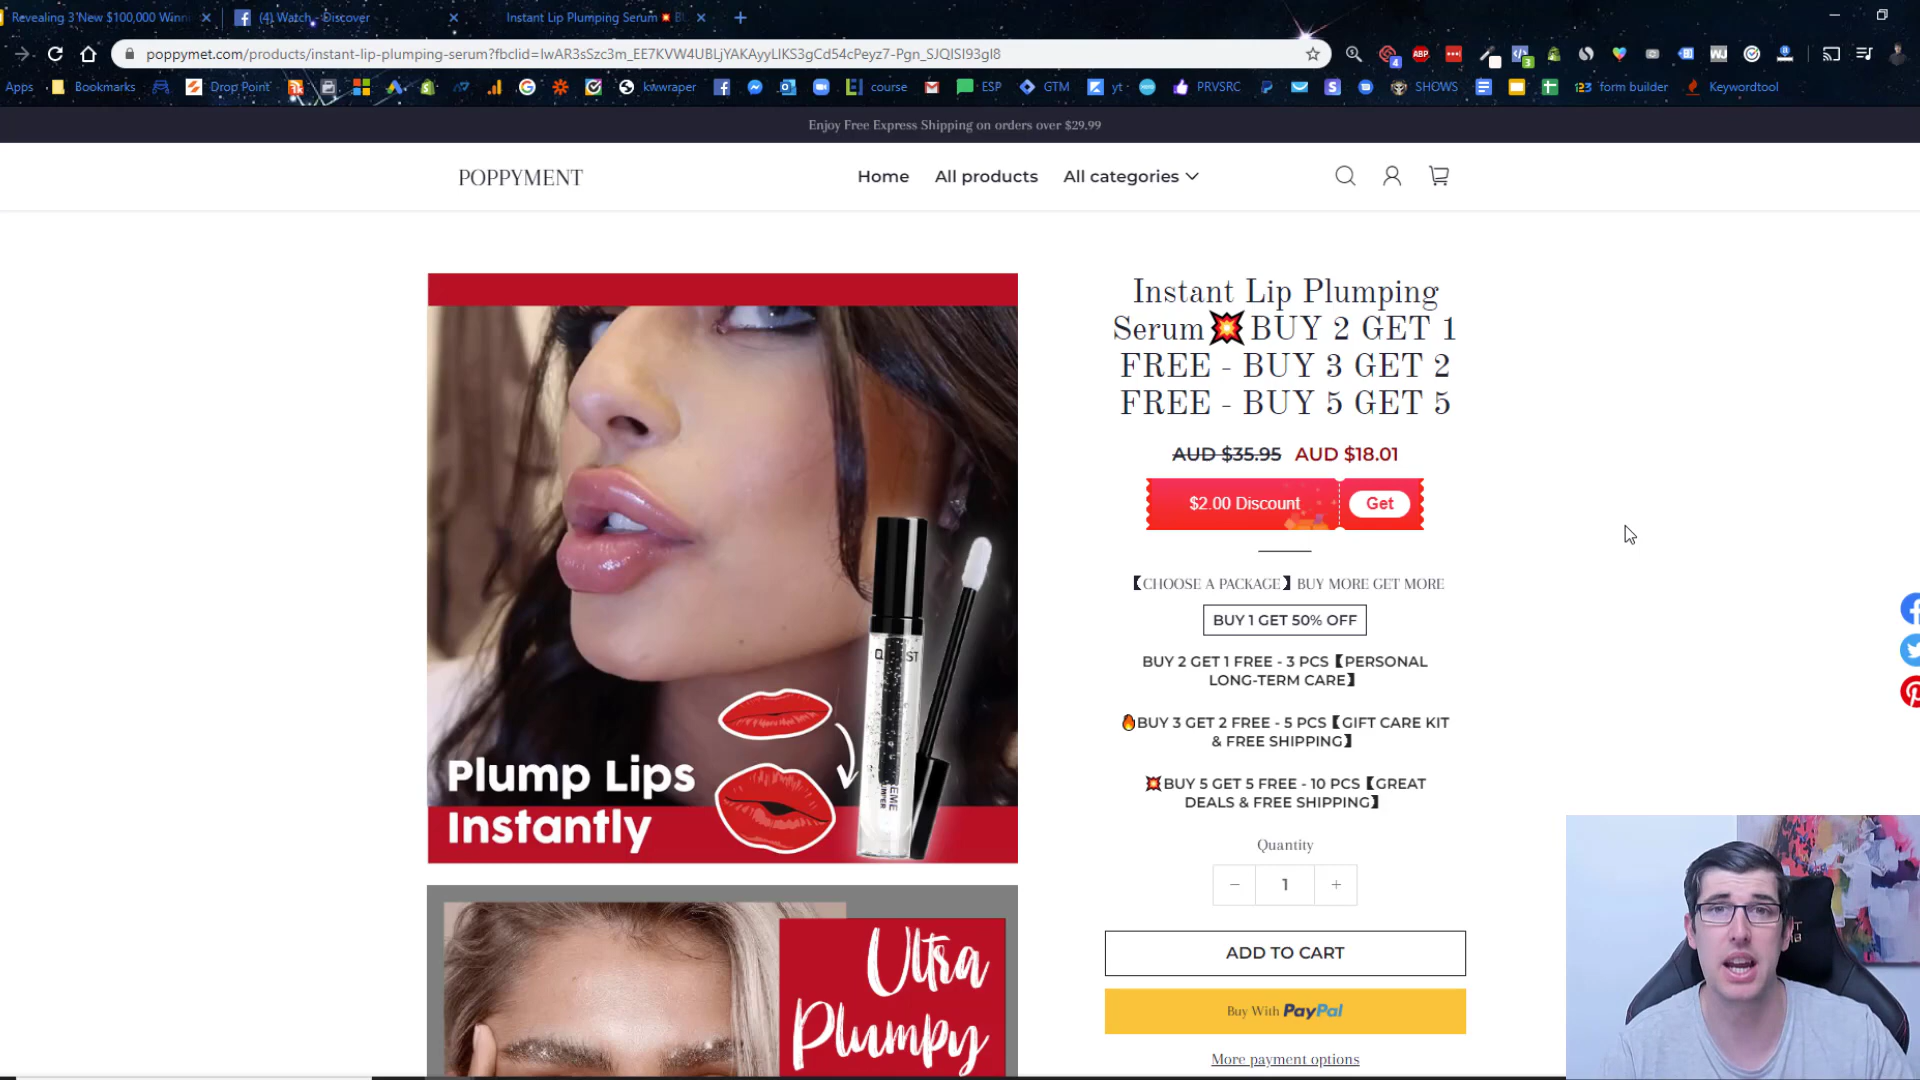 Revealing 3 New $100,000 Winn
(4) Watch - Discover
Instant Lip Plumping Serum💥 B
poppymet.com/products/instant-lip-plumping-serum?fbclid=IwAR3sSzc3m_EE7KVW4UBLjYAKAyyLIKS3gCd54cPeyz7-Pgn_SJQISI93gI8
ABP
4
3
Apps
Bookmarks
Drop Point
kwwraper
course
ESP
GTM
yt
PRVSRC
SHOWS
123 form builder
Keywordtool
Enjoy Free Express Shipping on orders over $29.99
POPPYMENT
Home
All products
All categories
Plump Lips
Instantly
Ultra
Plumpy
Instant Lip Plumping
Serum💥BUY 2 GET 1
FREE - BUY 3 GET 2
FREE - BUY 5 GET 5
AUD $35.95 AUD $18.01
$2.00 Discount
Get
【CHOOSE A PACKAGE】BUY MORE GET MORE
BUY 1 GET 50% OFF
BUY 2 GET 1 FREE - 3 PCS【PERSONAL
LONG-TERM CARE】
🔥BUY 3 GET 2 FREE - 5 PCS【GIFT CARE KIT
& FREE SHIPPING】
💥BUY 5 GET 5 FREE - 10 PCS【GREAT
DEALS & FREE SHIPPING】
Quantity
− 1 +
ADD TO CART
Buy With PayPal
More payment options